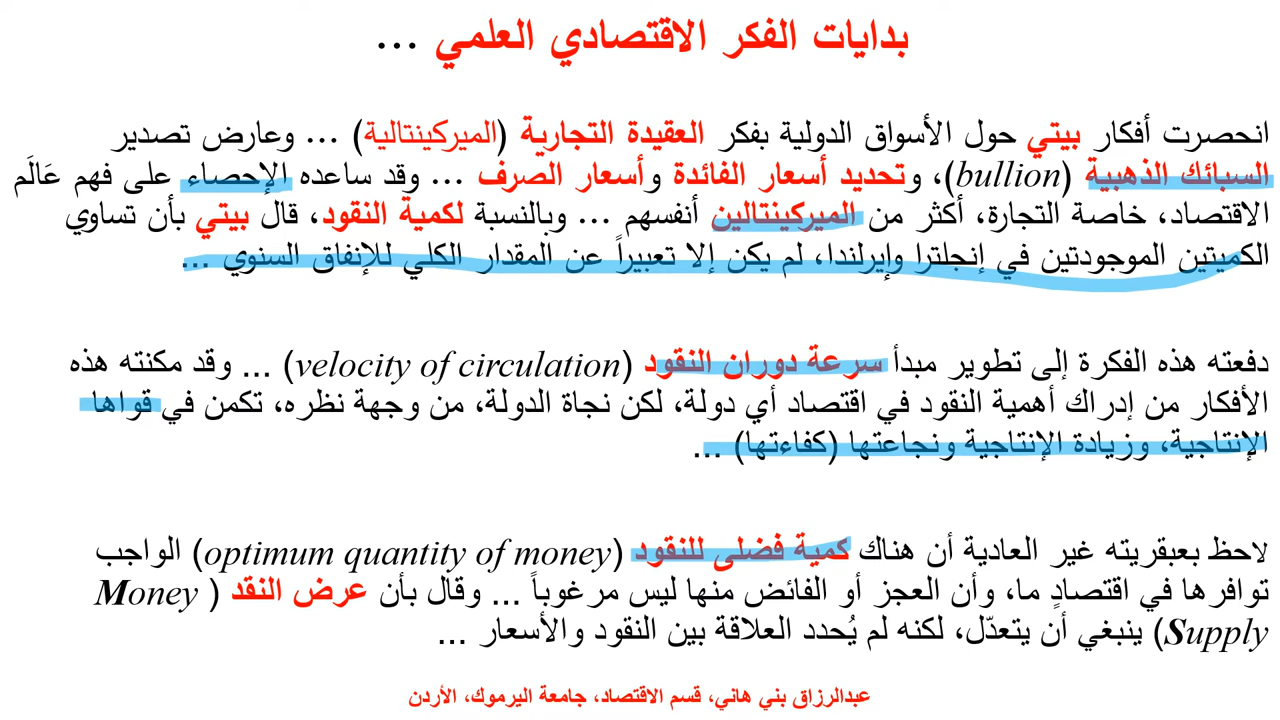 بدايات الفكر الاقتصادي العلمي ...
انحصرت أفكار بيتي حول الأسواق الدولية بفكر العقيدة التجارية (الميركينتالية) ... وعارض تصدير
السبائك الذهبية (bullion)، وتحديد أسعار الفائدة وأسعار الصرف ... وقد ساعده الإحصاء على فهم عَالَم
الاقتصاد، خاصة التجارة، أكثر من الميركينتالين أنفسهم ... وبالنسبة لكمية النقود، قال بيتي بأن تساوي
الكميتين الموجودتين في إنجلترا وإيرلندا، لم يكن إلا تعبيراً عن المقدار الكلي للإنفاق السنوي ...
دفعته هذه الفكرة إلى تطوير مبدأ سرعة دوران النقود (velocity of circulation) ... وقد مكنته هذه
الأفكار من إدراك أهمية النقود في اقتصاد أي دولة، لكن نجاة الدولة، من وجهة نظره، تكمن في قواها
الإنتاجية، وزيادة الإنتاجية ونجاعتها (كفاءتها) ...
لاحظ بعبقريته غير العادية أن هناك كمية فضلى للنقود (optimum quantity of money) الواجب
توافرها في اقتصادٍ ما، وأن العجز أو الفائض منها ليس مرغوباً ... وقال بأن عرض النقد (Money
Supply) ينبغي أن يتعدّل، لكنه لم يُحدد العلاقة بين النقود والأسعار ...
عبدالرزاق بني هاني، قسم الاقتصاد، جامعة اليرموك، الأردن